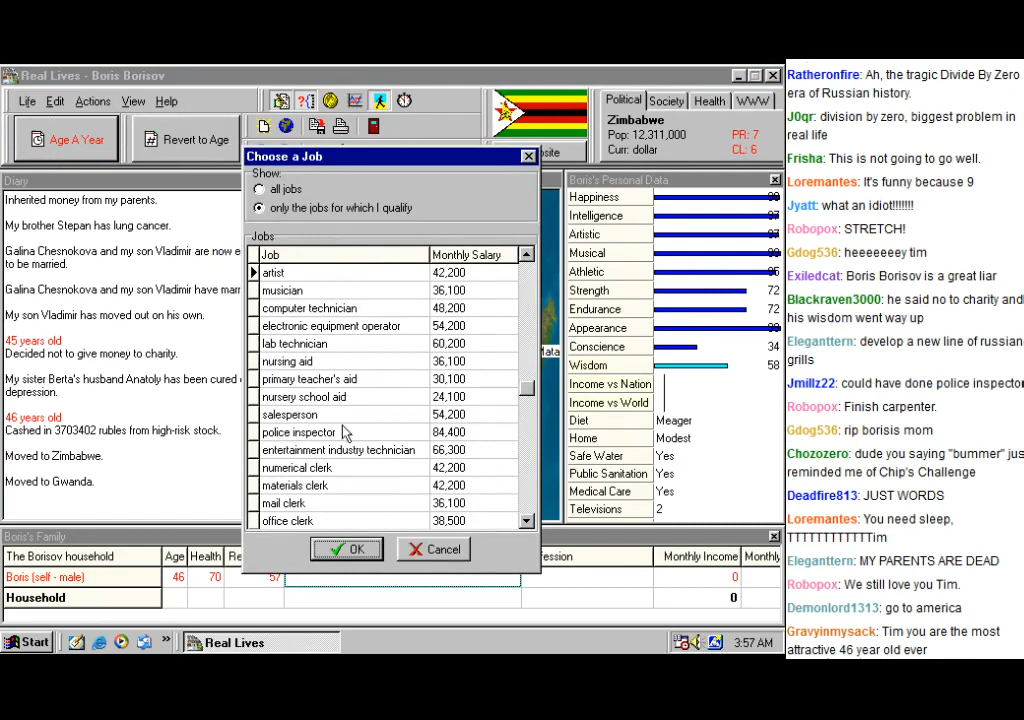 Real Lives - Boris Borisov
Life Edit Actions View Help
Age A Year
Revert to Age
Political Society Health WWW
Zimbabwe
Pop: 12,311,000 PR: 7
Curr: dollar CL: 6
Diary
Inherited money from my parents.
My brother Stepan has lung cancer.
Galina Chesnokova and my son Vladimir are now e
to be married.
Galina Chesnokova and my son Vladimir have marr
My son Vladimir has moved out on his own.
45 years old
Decided not to give money to charity.
My sister Berta's husband Anatoly has been cured
depression.
46 years old
Cashed in 3703402 rubles from high-risk stock.
Moved to Zimbabwe.
Moved to Gwanda.
Choose a Job
Show:
all jobs
only the jobs for which I qualify
Jobs
Job Monthly Salary
artist 42,200
musician 36,100
computer technician 48,200
electronic equipment operator 54,200
lab technician 60,200
nursing aid 36,100
primary teacher's aid 30,100
nursery school aid 24,100
salesperson 54,200
police inspector 84,400
entertainment industry technician 66,300
numerical clerk 42,200
materials clerk 42,200
mail clerk 36,100
office clerk 38,500
OK Cancel
Boris's Personal Data
Happiness
Intelligence 97
Artistic 97
Musical
Athletic 95
Strength 72
Endurance 72
Appearance
Conscience 34
Wisdom 58
Income vs Nation
Income vs World
Diet Meager
Home Modest
Safe Water Yes
Public Sanitation Yes
Medical Care Yes
Televisions 2
Boris's Family
The Borisov household Age Health Re ession Monthly Income Monthly
Boris (self - male) 46 70 57 0
Household 0
Start Real Lives 3:57 AM
Ratheronfire: Ah, the tragic Divide By Zero
era of Russian history.
J0qr: division by zero, biggest problem in
real life
Frisha: This is not going to go well.
Loremantes: It's funny because 9
Jyatt: what an idiot!!!!!!!
Robopox: STRETCH!
Gdog536: heeeeeey tim
Exiledcat: Boris Borisov is a great liar
Blackraven3000: he said no to charity and
his wisdom went way up
Eleganttern: develop a new line of russian
grills
Jmillz22: could have done police inspector
Robopox: Finish carpenter.
Gdog536: rip borisis mom
Chozozero: dude you saying "bummer" jus
reminded me of Chip's Challenge
Deadfire813: JUST WORDS
Loremantes: You need sleep,
TTTTTTTTTTTTim
Eleganttern: MY PARENTS ARE DEAD
Robopox: We still love you Tim.
Demonlord1313: go to america
Gravyinmysack: Tim you are the most
attractive 46 year old ever